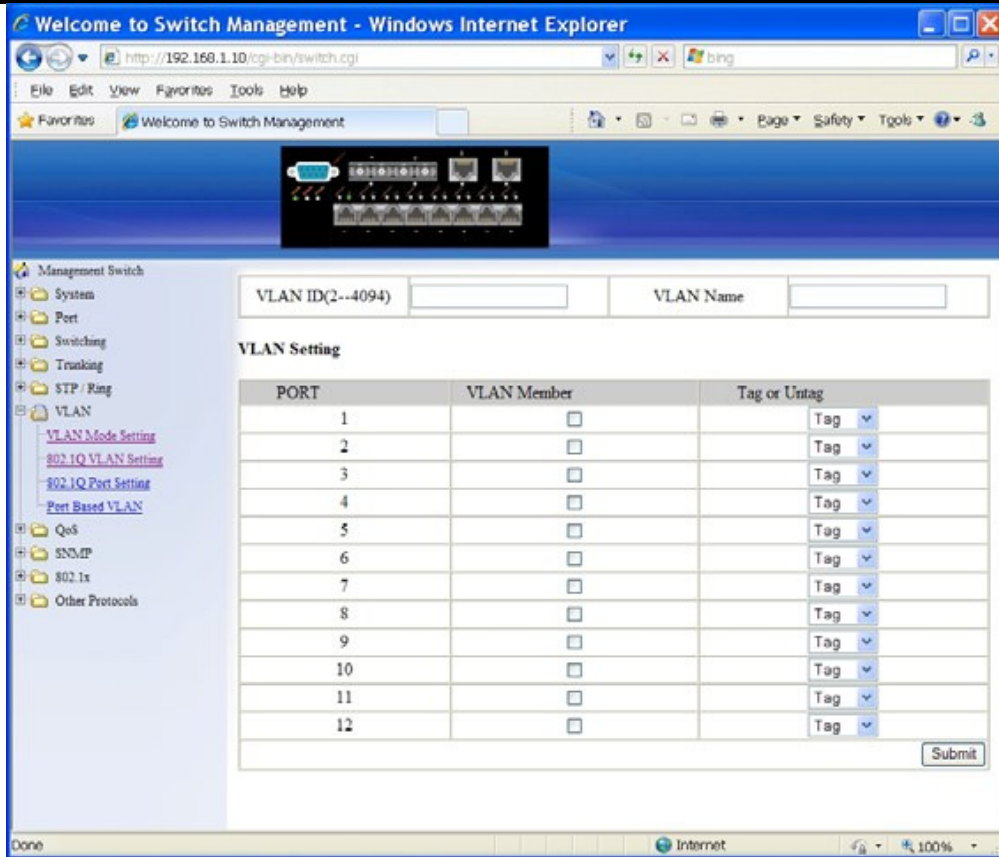 Welcome to Switch Management - Windows Internet Explorer
http://192.168.1.10/cgi-bin/switch.cgi
bing
File Edit View Favorites Tools Help
Favorites
Welcome to Switch Management
Page Safety Tools
Management Switch
System
Port
Switching
Trunking
STP / Ring
VLAN
VLAN Mode Setting
802.1Q VLAN Setting
802.1Q Port Setting
Port Based VLAN
QoS
SNMP
802.1x
Other Protocols
VLAN ID(2--4094) VLAN Name
VLAN Setting
PORT VLAN Member Tag or Untag
1 Tag
2 Tag
3 Tag
4 Tag
5 Tag
6 Tag
7 Tag
8 Tag
9 Tag
10 Tag
11 Tag
12 Tag
Submit
Done Internet 100%